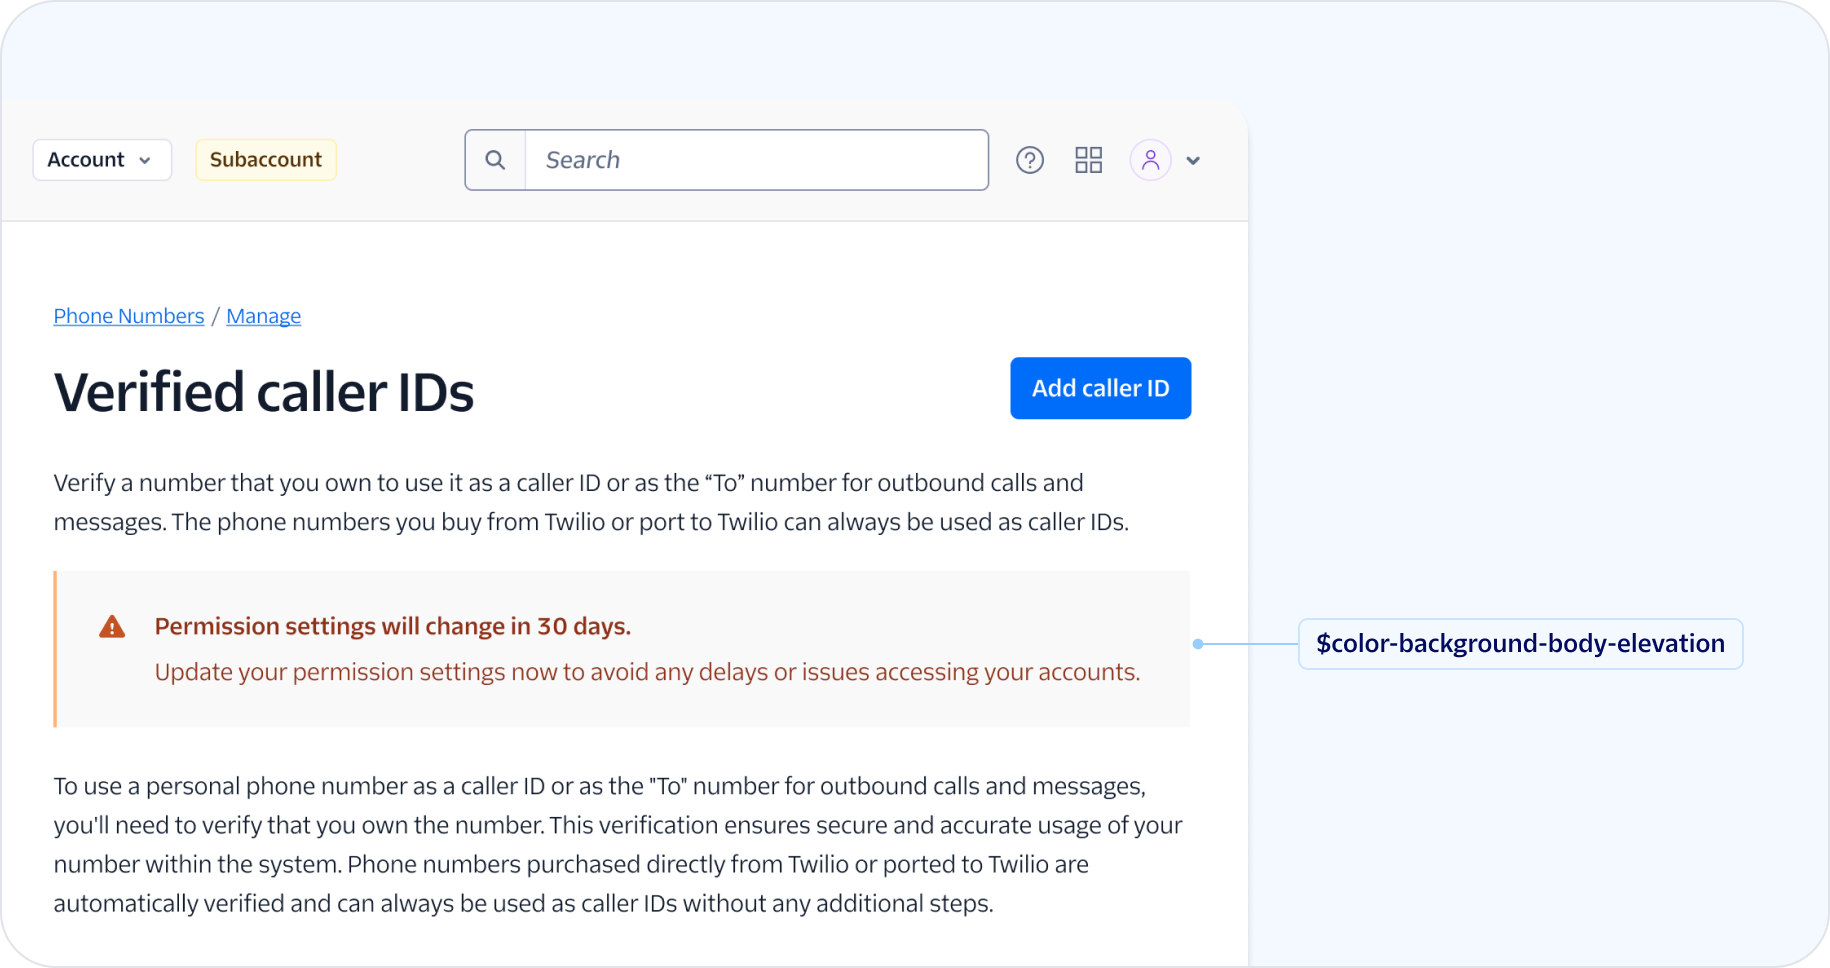 Account
Subaccount
Search
Phone Numbers / Manage
Verified caller IDs
Add caller ID
Verify a number that you own to use it as a caller ID or as the “To” number for outbound calls and
messages. The phone numbers you buy from Twilio or port to Twilio can always be used as caller IDs.
Permission settings will change in 30 days.
Update your permission settings now to avoid any delays or issues accessing your accounts.
$color-background-body-elevation
To use a personal phone number as a caller ID or as the "To" number for outbound calls and messages,
you'll need to verify that you own the number. This verification ensures secure and accurate usage of your
number within the system. Phone numbers purchased directly from Twilio or ported to Twilio are
automatically verified and can always be used as caller IDs without any additional steps.